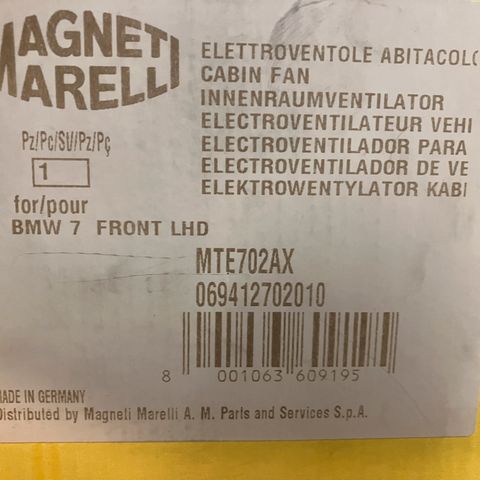 MAGNETI
MARELLI
ELETTROVENTOLE ABITACOLO
CABIN FAN
INNENRAUMVENTILATOR
ELECTROVENTILATEUR VEHI
ELECTROVENTILADOR PARA
ELECTROVENTILADOR DE VE
ELEKTROWENTYLATOR KABI
Pz/Pc/St/Pz/Pç
1
for/pour
BMW 7 FRONT LHD
MTE702AX
069412702010
8 001063 609195
MADE IN GERMANY
Distributed by Magneti Marelli A. M. Parts and Services S.p.A.